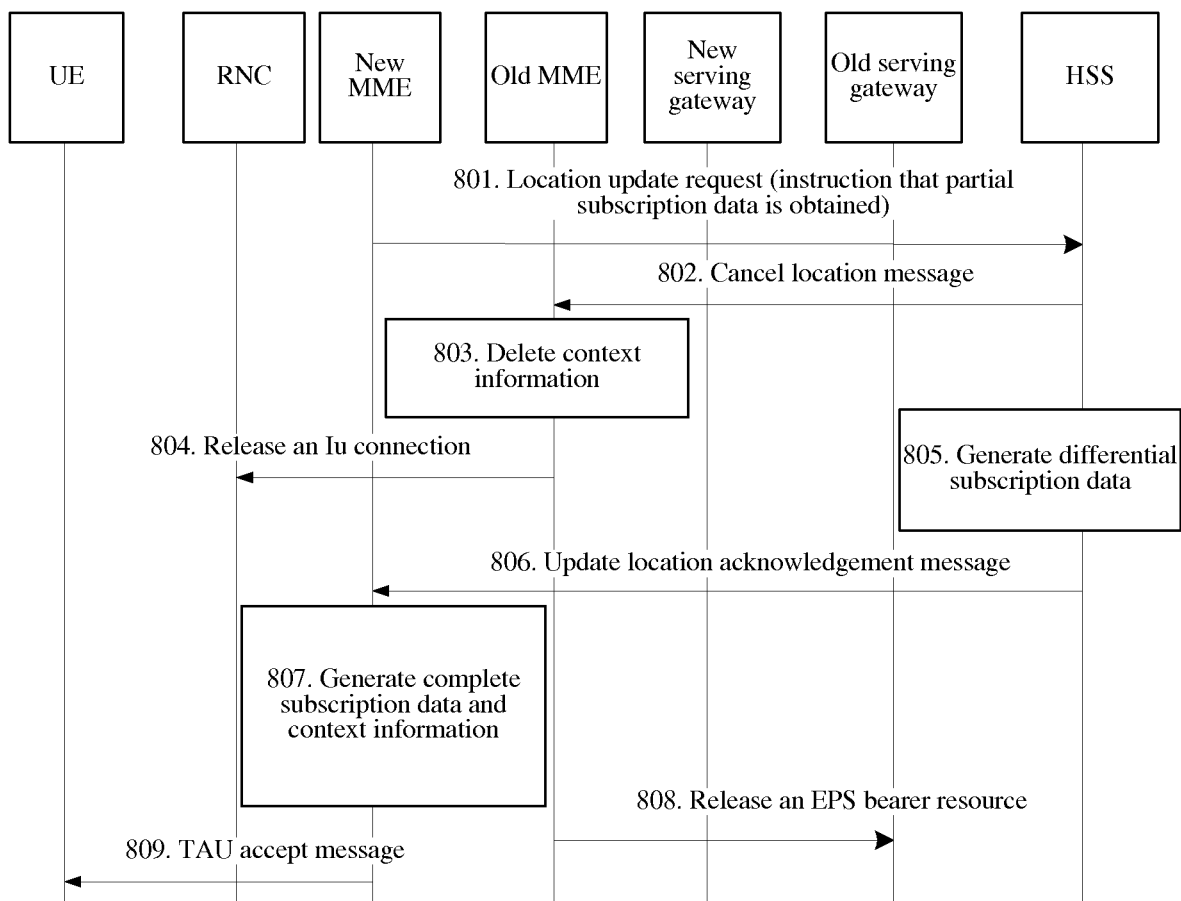 UE
RNC
New
MME
Old MME
New
serving
gateway
Old serving
gateway
HSS
801. Location update request (instruction that partial
subscription data is obtained)
802. Cancel location message
803. Delete context
information
804. Release an Iu connection
805. Generate differential
subscription data
806. Update location acknowledgement message
807. Generate complete
subscription data and
context information
808. Release an EPS bearer resource
809. TAU accept message